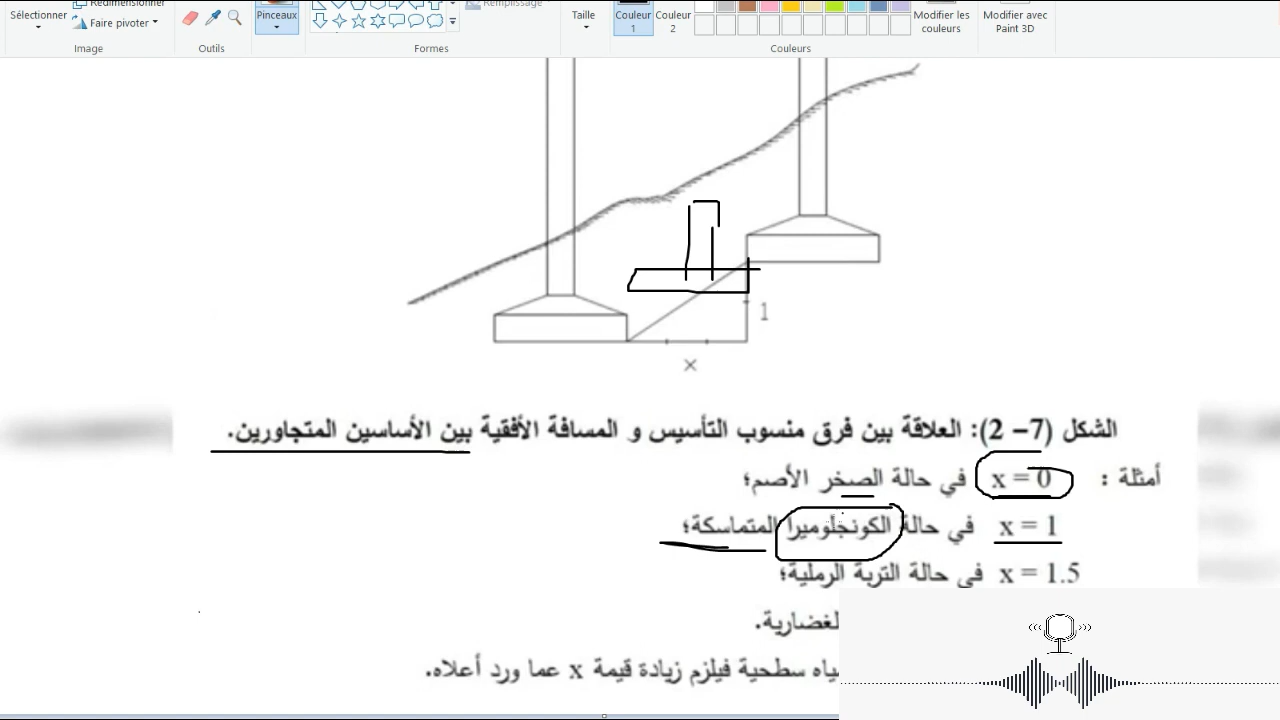 Redimensionner
Remplissage
Sélectionner
Faire pivoter
Pinceaux
Taille
Couleur 1
Couleur 2
Modifier les couleurs
Modifier avec Paint 3D
Image
Outils
Formes
Couleurs
1
x
الشكل (7– 2): العلاقة بين فرق منسوب التأسيس و المسافة الأفقية بين الأساسين المتجاورين.
أمثلة : x = 0 في حالة الصخر الأصم؛
x = 1 في حالة الكونجلوميرا المتماسكة؛
x = 1.5 في حالة التربة الرملية؛
سطحية فيلزم زيادة قيمة x عما ورد أعلاه.